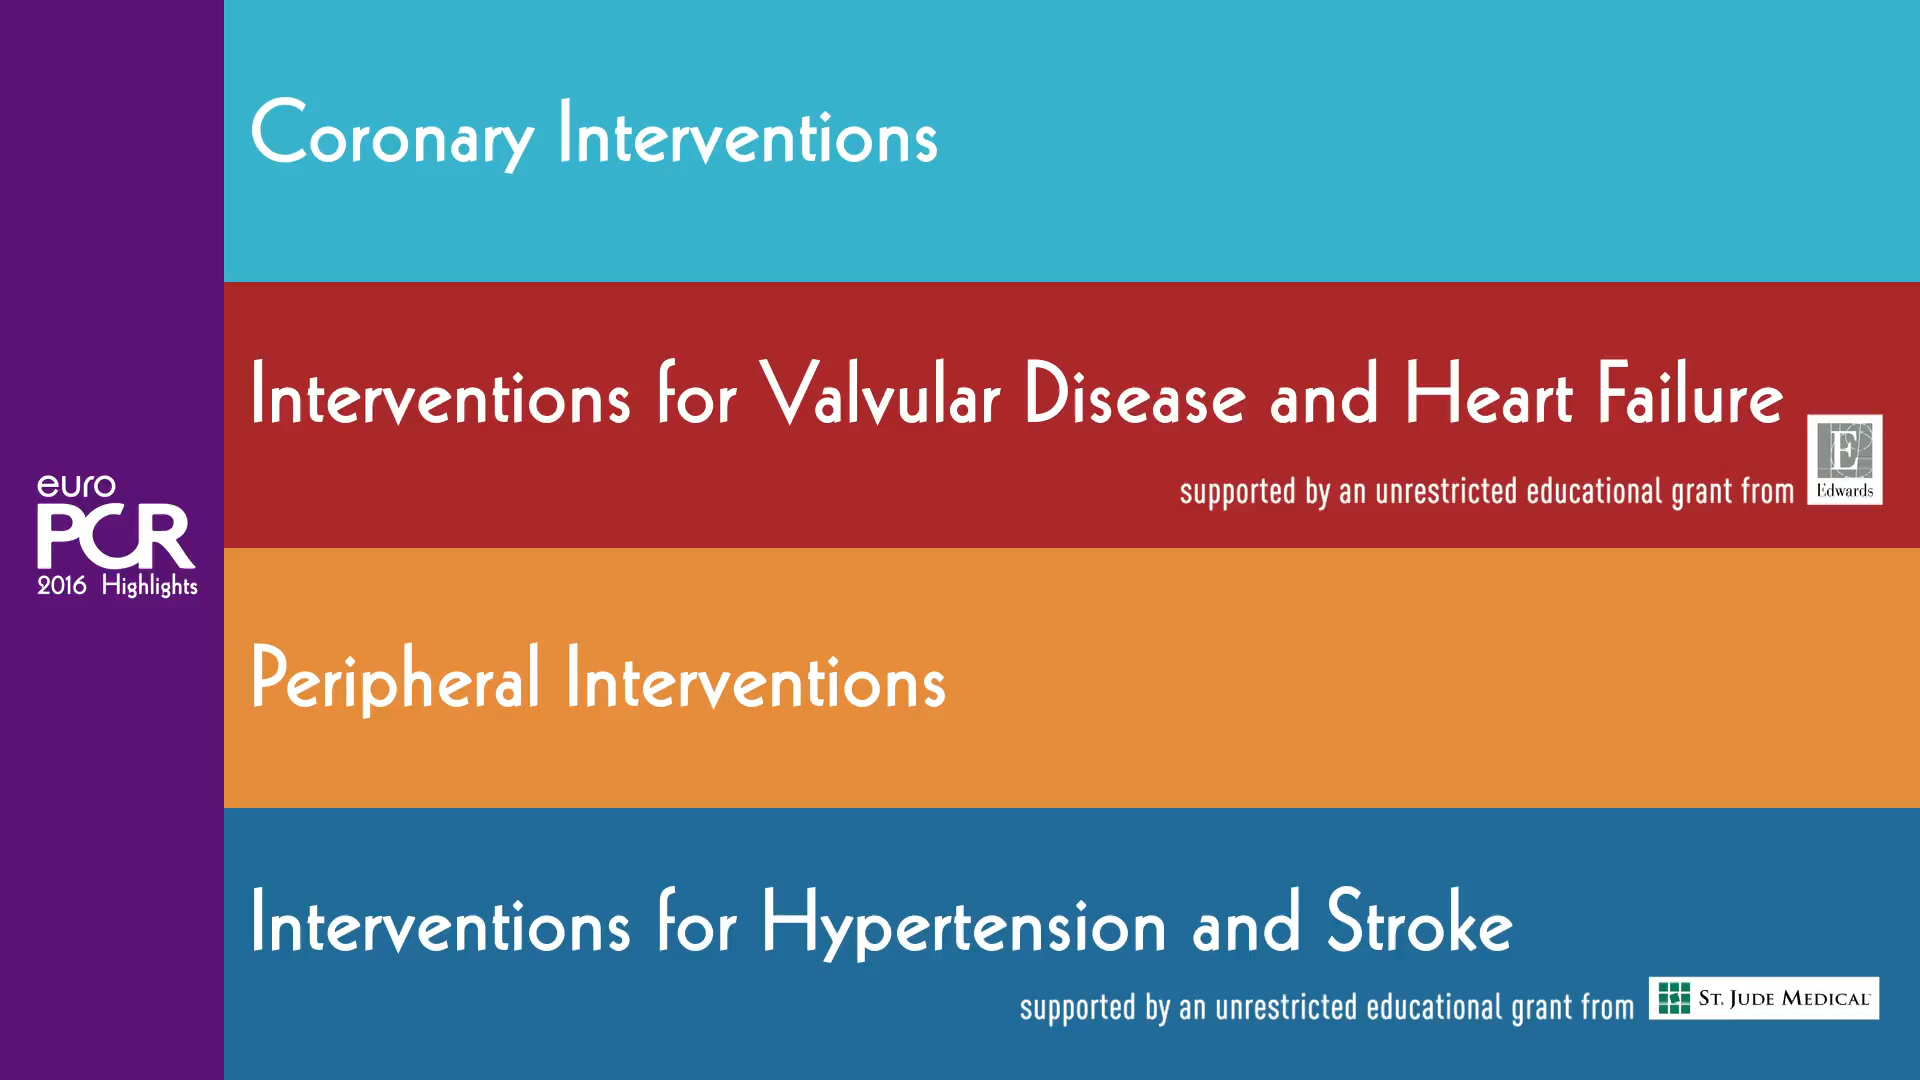 euro
PCR
2016 Highlights
Coronary Interventions
Interventions for Valvular Disease and Heart Failure
supported by an unrestricted educational grant from
E
Edwards
Peripheral Interventions
Interventions for Hypertension and Stroke
supported by an unrestricted educational grant from
ST. JUDE MEDICAL